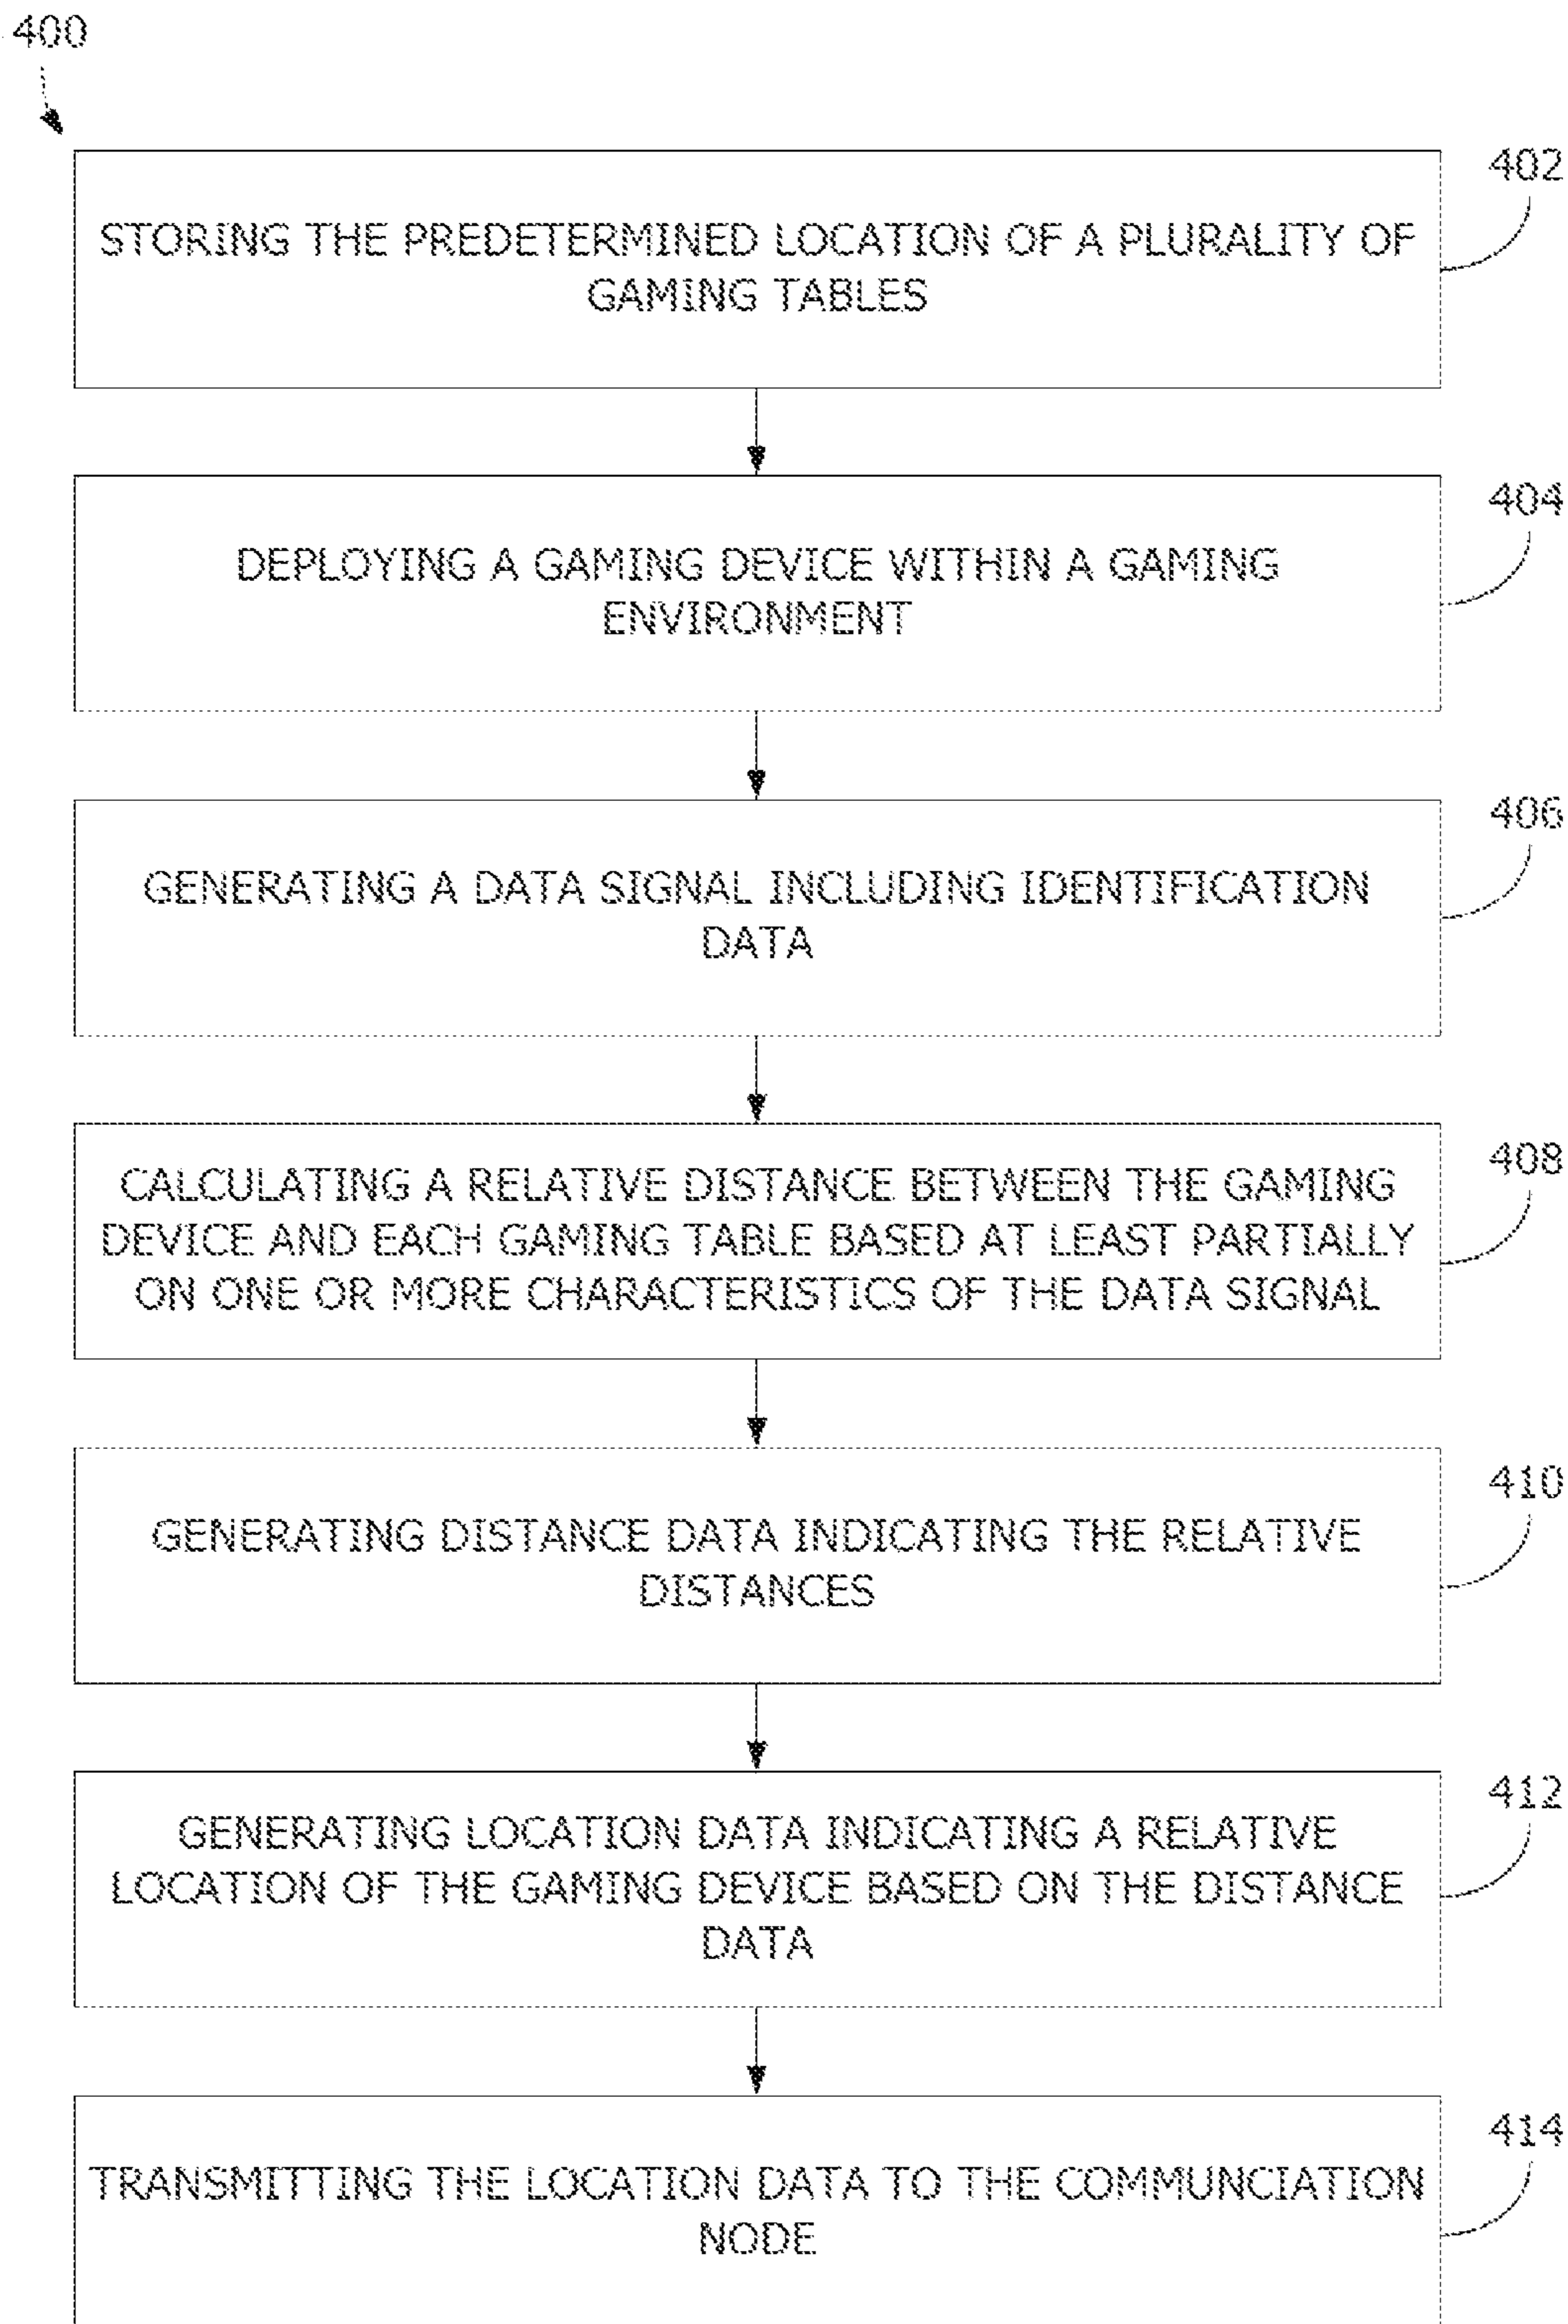 400
402
STORING THE PREDETERMINED LOCATION OF A PLURALITY OF
GAMING TABLES
404
DEPLOYING A GAMING DEVICE WITHIN A GAMING
ENVIRONMENT
406
GENERATING A DATA SIGNAL INCLUDING IDENTIFICATION
DATA
408
CALCULATING A RELATIVE DISTANCE BETWEEN THE GAMING
DEVICE AND EACH GAMING TABLE BASED AT LEAST PARTIALLY
ON ONE OR MORE CHARACTERISTICS OF THE DATA SIGNAL
410
GENERATING DISTANCE DATA INDICATING THE RELATIVE
DISTANCES
412
GENERATING LOCATION DATA INDICATING A RELATIVE
LOCATION OF THE GAMING DEVICE BASED ON THE DISTANCE
DATA
414
TRANSMITTING THE LOCATION DATA TO THE COMMUNCIATION
NODE